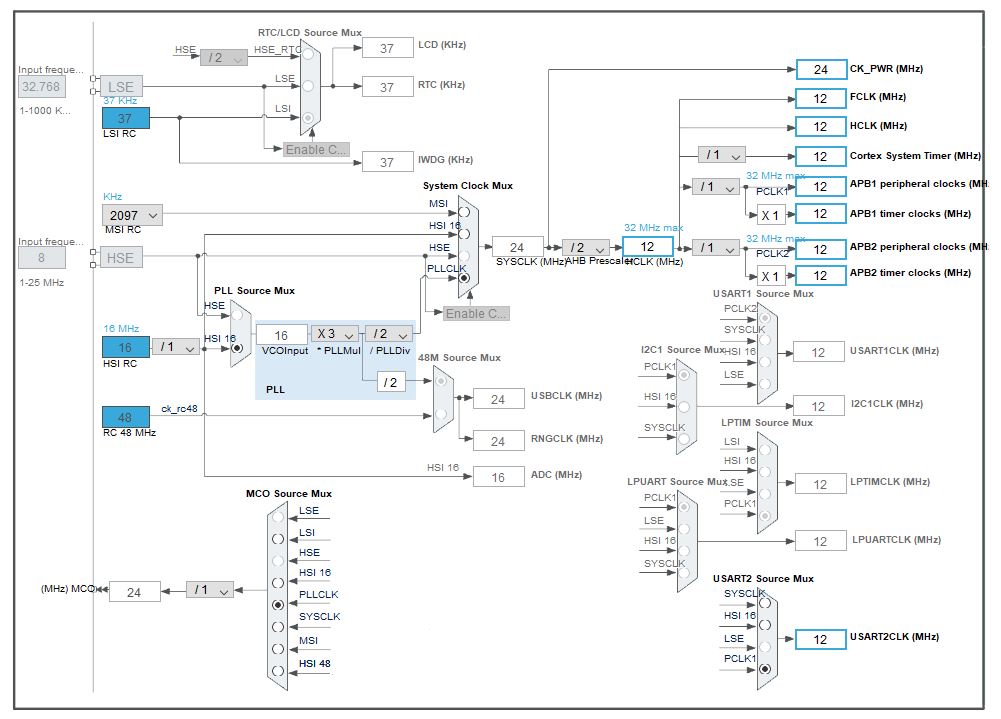 RTC/LCD Source Mux
HSE
/ 2
HSE_RTC
37
LCD (KHz)
Input freque...
32.768
1-1000 K...
LSE
LSE
37
RTC (KHz)
37 KHz
37
LSI RC
LSI
Enable C...
37
IWDG (KHz)
24
CK_PWR (MHz)
12
FCLK (MHz)
12
HCLK (MHz)
/ 1
12
Cortex System Timer (MHz)
32 MHz max
/ 1
PCLK1
12
APB1 peripheral clocks (MH
X 1
12
APB1 timer clocks (MHz)
32 MHz max
/ 1
PCLK2
12
APB2 peripheral clocks (MH
X 1
12
APB2 timer clocks (MHz)
System Clock Mux
KHz
2097
MSI RC
MSI
HSI 16
HSE
PLLCLK
Input freque...
8
1-25 MHz
HSE
24
SYSCLK (MHz)
/ 2
AHB Prescaler
32 MHz max
12
HCLK (MHz)
Enable C...
PLL Source Mux
HSE
HSI 16
16 MHz
16
HSI RC
/ 1
16
VCOInput
X 3
* PLLMul
/ 2
/ PLLDiv
/ 2
PLL
48M Source Mux
24
USBCLK (MHz)
48
RC 48 MHz
ck_rc48
24
RNGCLK (MHz)
HSI 16
16
ADC (MHz)
USART1 Source Mux
PCLK2
SYSCLK
HSI 16
LSE
12
USART1CLK (MHz)
I2C1 Source Mux
PCLK1
HSI 16
SYSCLK
12
I2C1CLK (MHz)
LPTIM Source Mux
LSI
HSI 16
LSE
PCLK1
12
LPTIMCLK (MHz)
LPUART Source Mux
PCLK1
LSE
HSI 16
SYSCLK
12
LPUARTCLK (MHz)
USART2 Source Mux
SYSCLK
HSI 16
LSE
PCLK1
12
USART2CLK (MHz)
MCO Source Mux
LSE
LSI
HSE
HSI 16
PLLCLK
SYSCLK
MSI
HSI 48
(MHz) MCO
24
/ 1